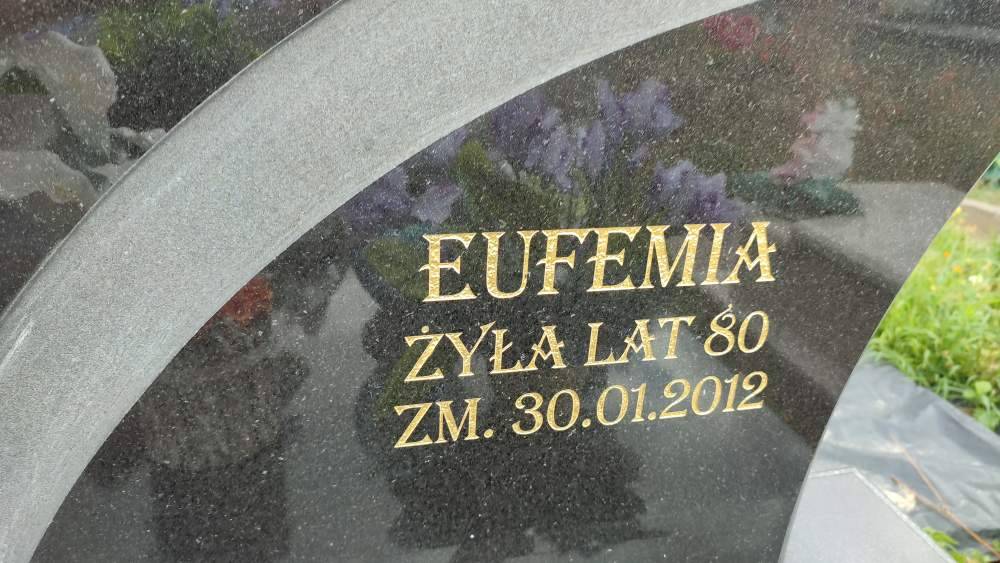 EUFEMIA
ŻYŁA LAT 80
ZM. 30.01.2012